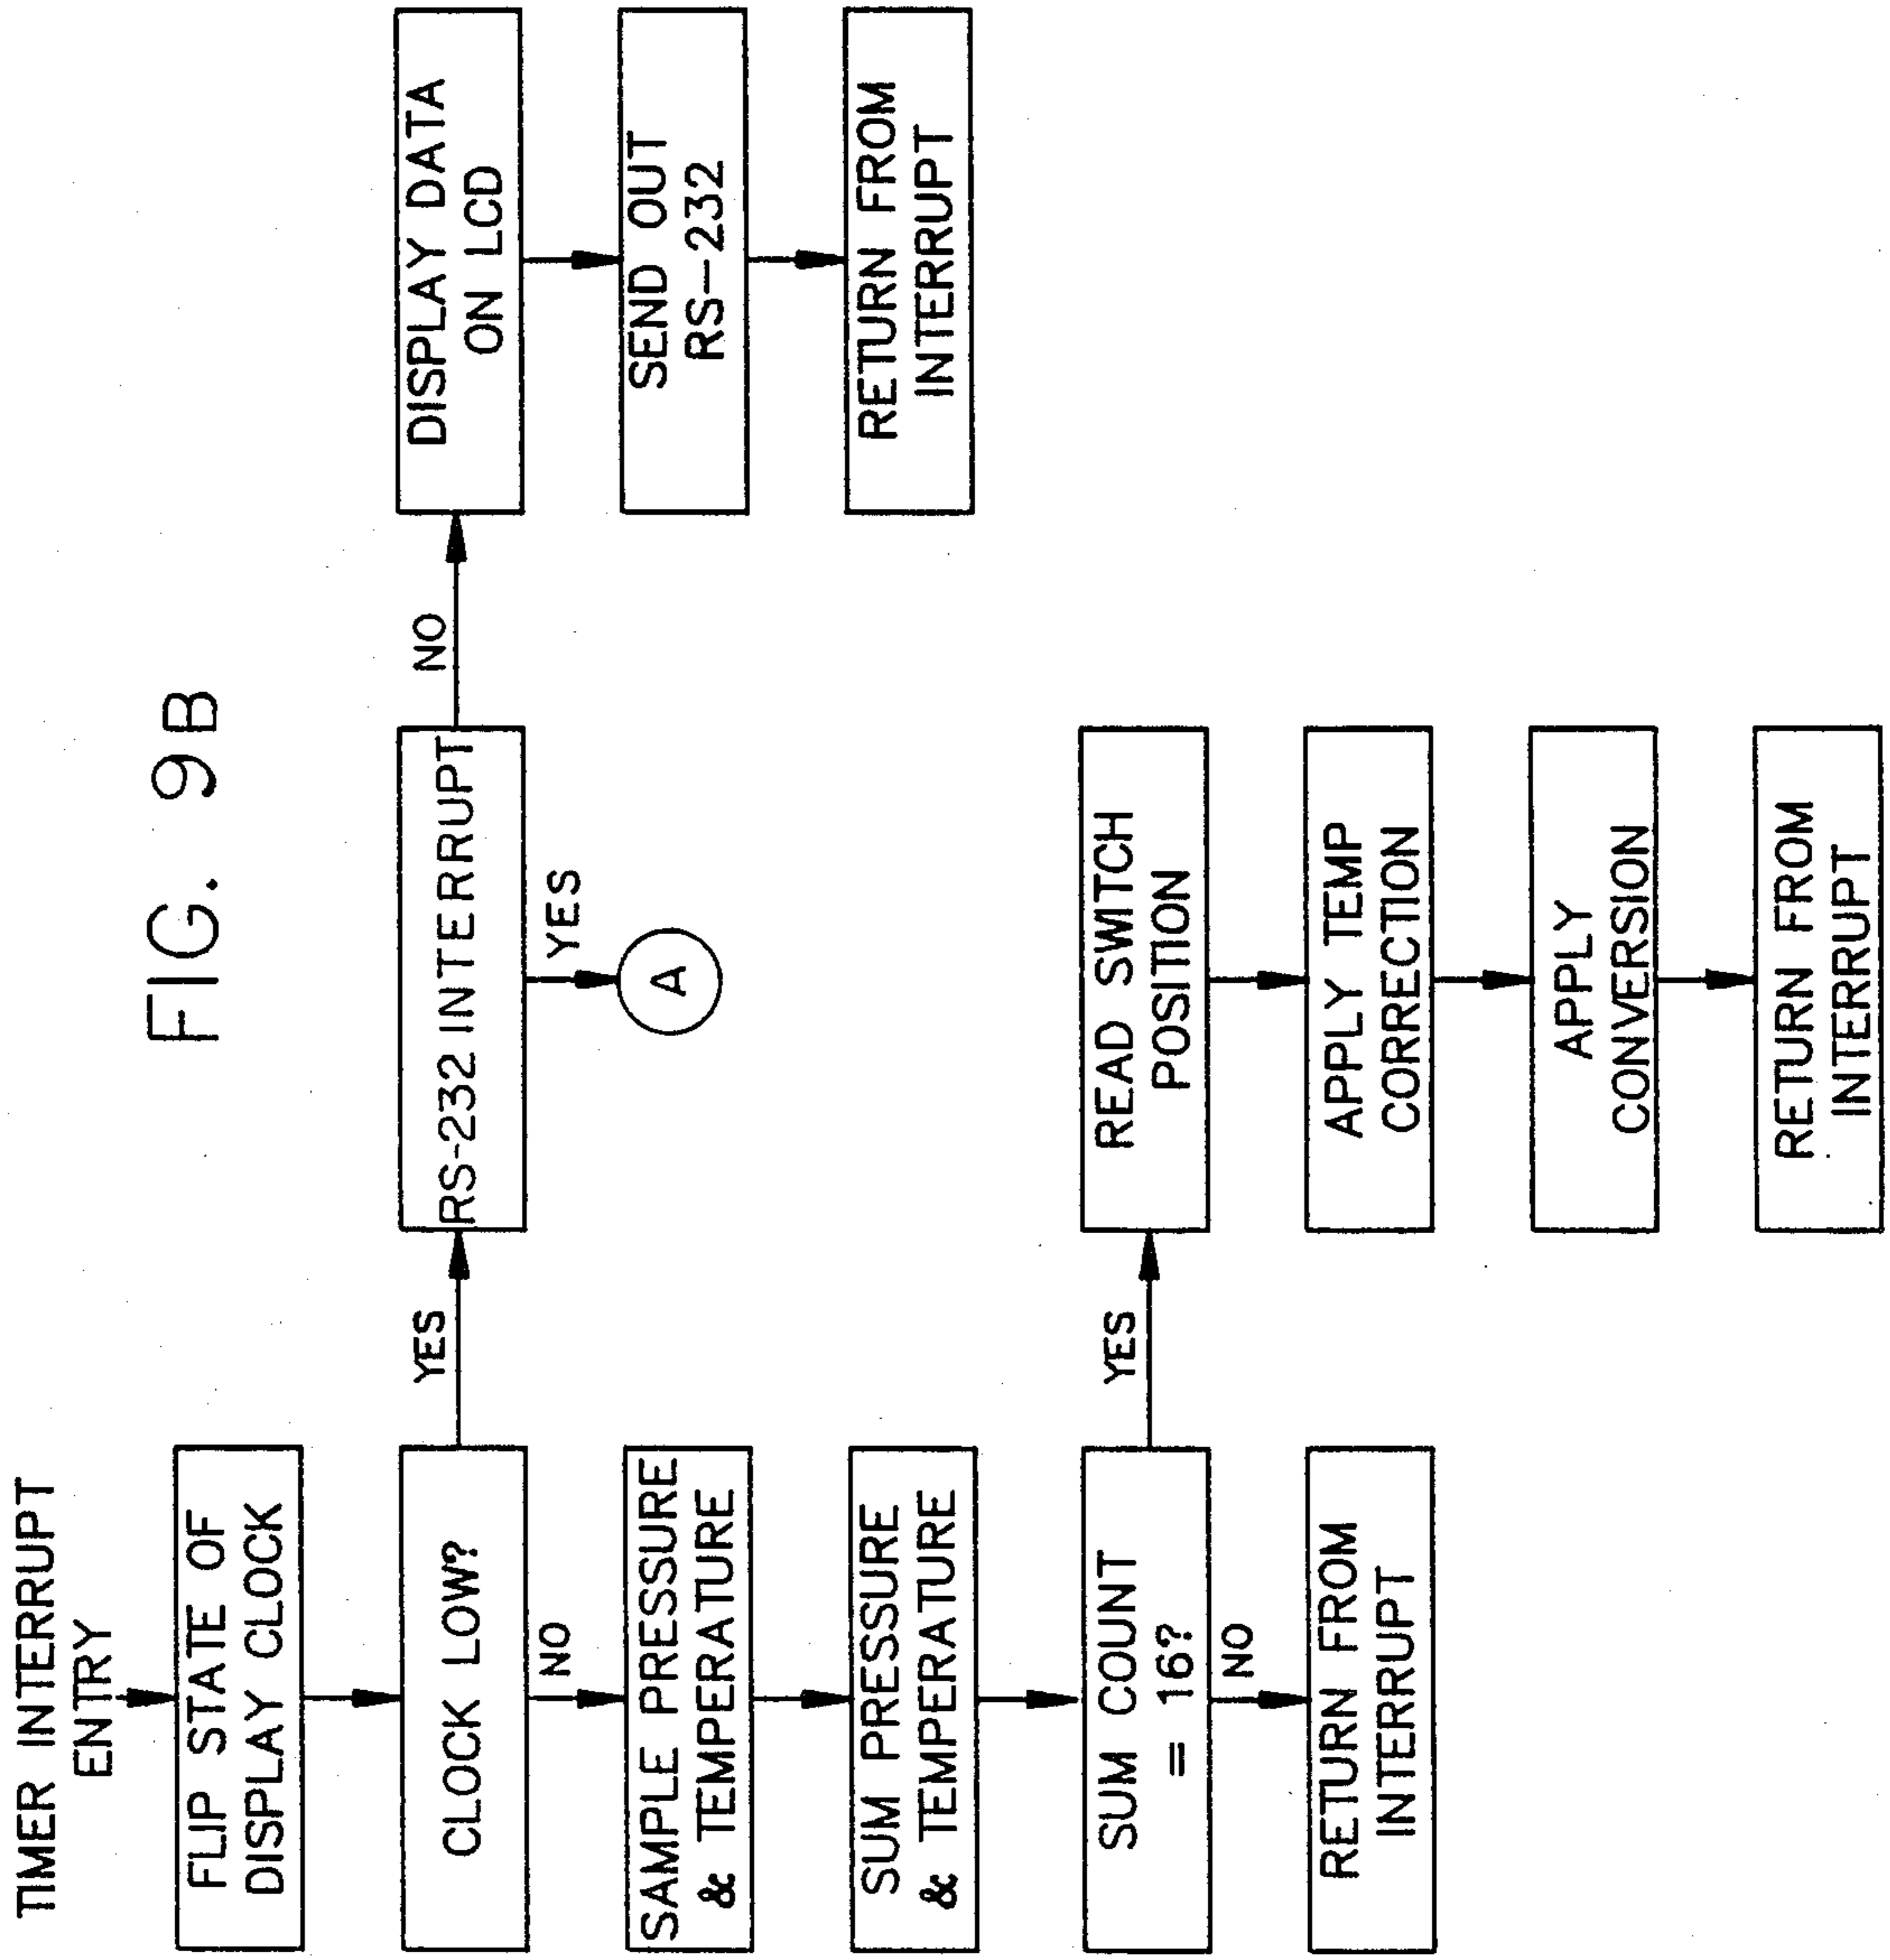 FIG. 9B
TIMER INTERRUPT
ENTRY
FLIP STATE OF
DISPLAY CLOCK
CLOCK LOW?
YES
NO
RS-232 INTERRUPT
NO
YES
A
DISPLAY DATA
ON LCD
SEND OUT
RS-232
RETURN FROM
INTERRUPT
SAMPLE PRESSURE
& TEMPERATURE
SUM PRESSURE
& TEMPERATURE
SUM COUNT
= 16?
YES
NO
RETURN FROM
INTERRUPT
READ SWITCH
POSITION
APPLY TEMP
CORRECTION
APPLY
CONVERSION
RETURN FROM
INTERRUPT